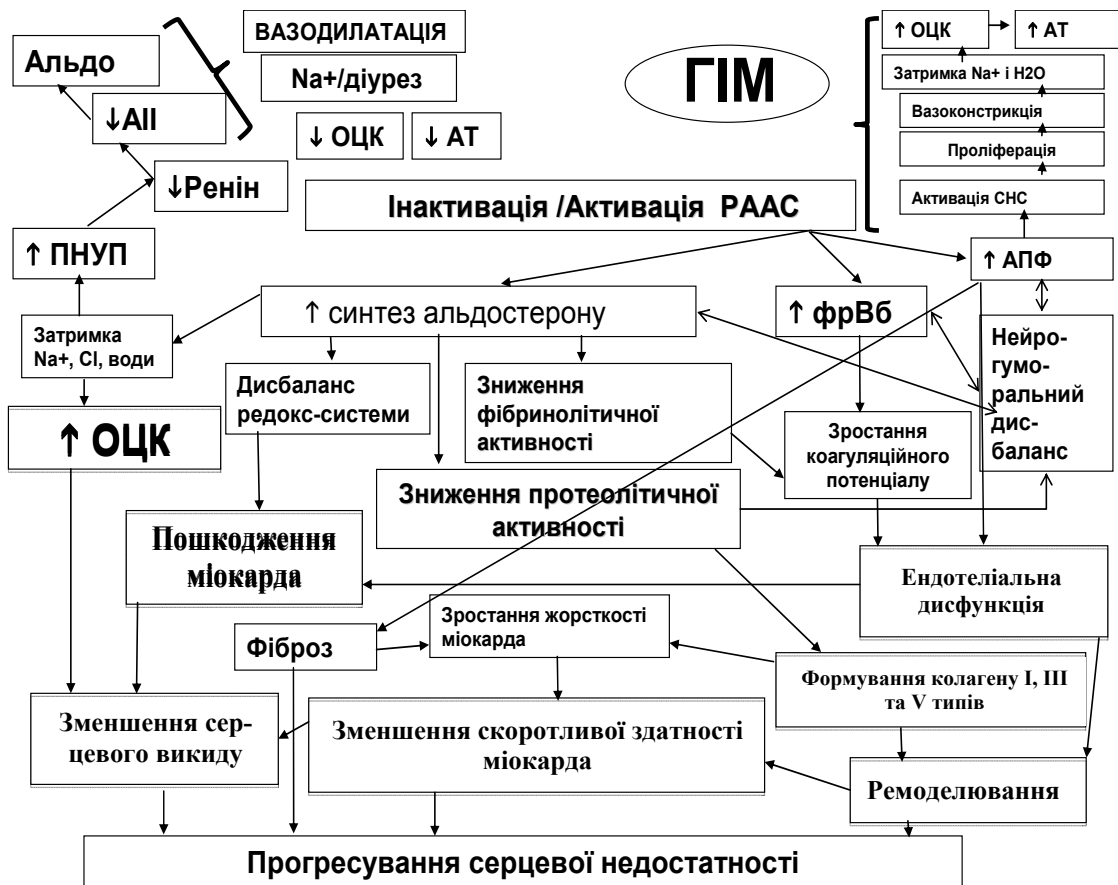 Альдо
↓АІІ
↓Ренін
↑ ПНУП
Затримка
Na+, Cl, води
↑ ОЦК
ВАЗОДИЛАТАЦІЯ
Na+/діурез
↓ ОЦК
↓ АТ
ГІМ
↑ ОЦК
↑ АТ
Затримка Na+ і H2O
Вазоконстрикція
Проліферація
Активація СНС
Інактивація /Активація РААС
↑ АПФ
↑ синтез альдостерону
↑ фрВб
Нейро-
гумо-
ральний
дис-
баланс
Дисбаланс
редокс-системи
Зниження
фібринолітичної
активності
Зростання
коагуляційного
потенціалу
Зниження протеолітичної
активності
Пошкодження
міокарда
Ендотеліальна
дисфункція
Фіброз
Зростання жорсткості
міокарда
Формування колагену І, ІІІ
та V типів
Зменшення сер-
цевого викиду
Зменшення скоротливої здатності
міокарда
Ремоделювання
Прогресування серцевої недостатності